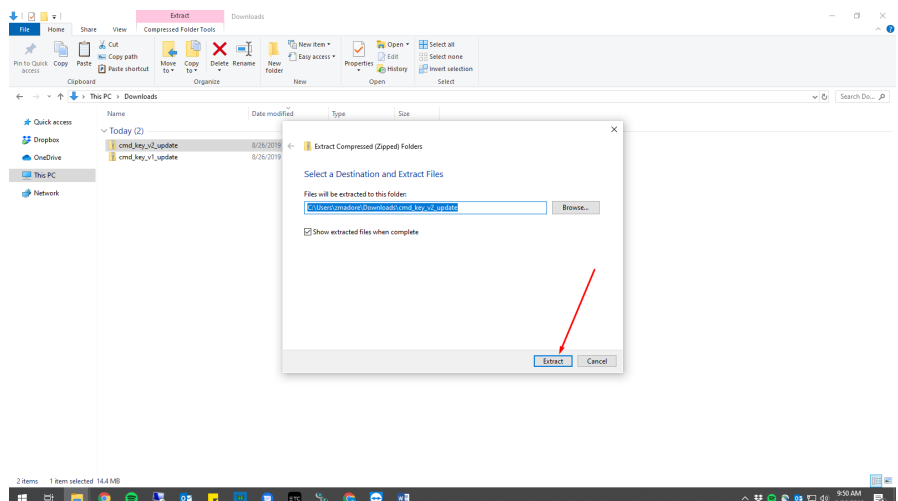 Extract Downloads
File Home Share View Compressed Folder Tools
Pin to Quick access
Copy
Paste
Cut
Copy path
Paste shortcut
Clipboard
Move to
Copy to
Delete
Rename
Organize
New folder
New item
Easy access
New
Properties
Open
Edit
History
Open
Select all
Select none
Invert selection
Select
This PC > Downloads
Search Do...
Name Date modified Type Size
Quick access
Dropbox
OneDrive
This PC
Network
Today (2)
cmd_key_v2_update 8/26/2019
cmd_key_v1_update 8/26/2019
Extract Compressed (Zipped) Folders
Select a Destination and Extract Files
Files will be extracted to this folder:
C:\Users\zmadore\Downloads\cmd_key_v2_update
Browse...
Show extracted files when complete
Extract Cancel
2 items 1 item selected 14.4 MB
9:50 AM